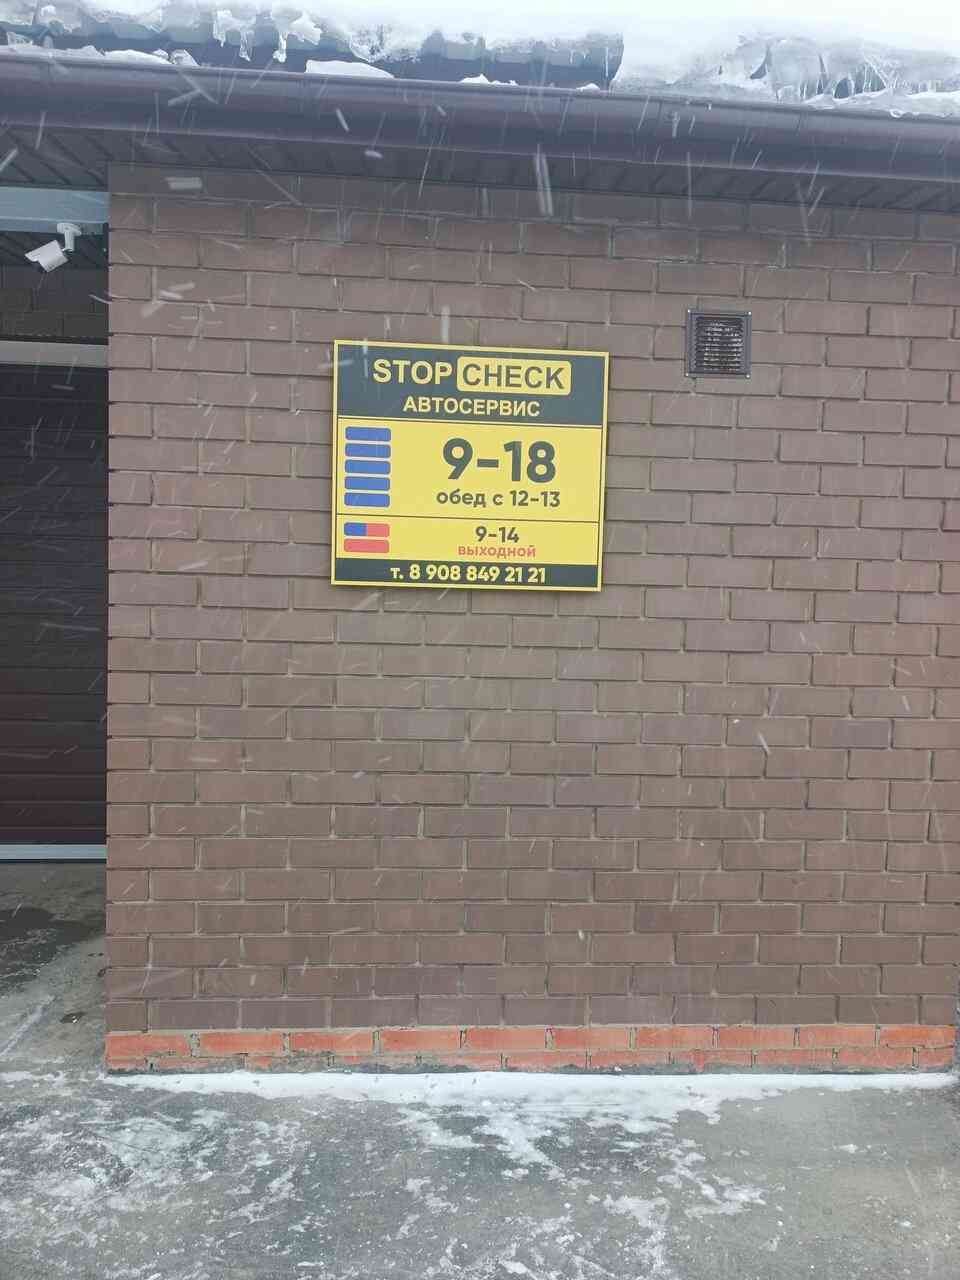 STOP CHECK
АВТОСЕРВИС
9-18
обед с 12-13
9-14
выходной
т. 8 908 849 21 21